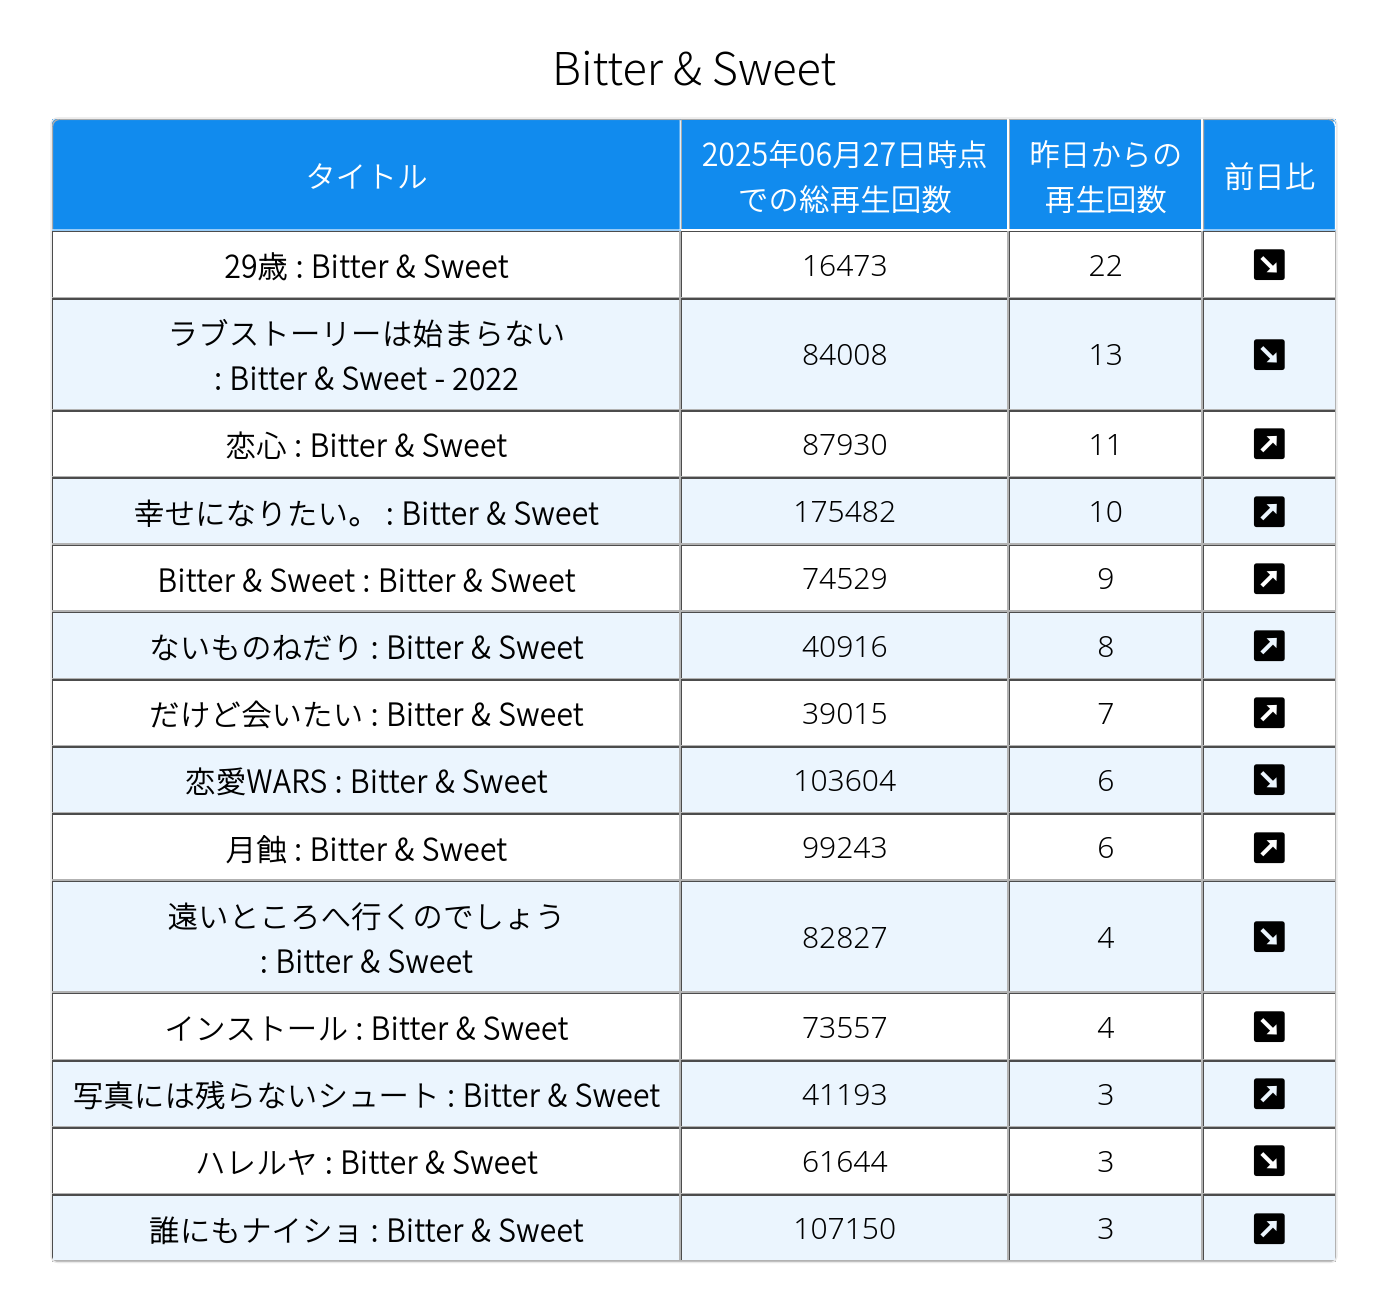 Bitter & Sweet
タイトル
2025年06月27日時点
での総再生回数
昨日からの
再生回数
前日比
29歳 : Bitter & Sweet
16473
22
ラブストーリーは始まらない
: Bitter & Sweet - 2022
84008
13
恋心 : Bitter & Sweet
87930
11
幸せになりたい。 : Bitter & Sweet
175482
10
Bitter & Sweet : Bitter & Sweet
74529
9
ないものねだり : Bitter & Sweet
40916
8
だけど会いたい : Bitter & Sweet
39015
7
恋愛WARS : Bitter & Sweet
103604
6
月蝕 : Bitter & Sweet
99243
6
遠いところへ行くのでしょう
: Bitter & Sweet
82827
4
インストール : Bitter & Sweet
73557
4
写真には残らないシュート : Bitter & Sweet
41193
3
ハレルヤ : Bitter & Sweet
61644
3
誰にもナイショ : Bitter & Sweet
107150
3